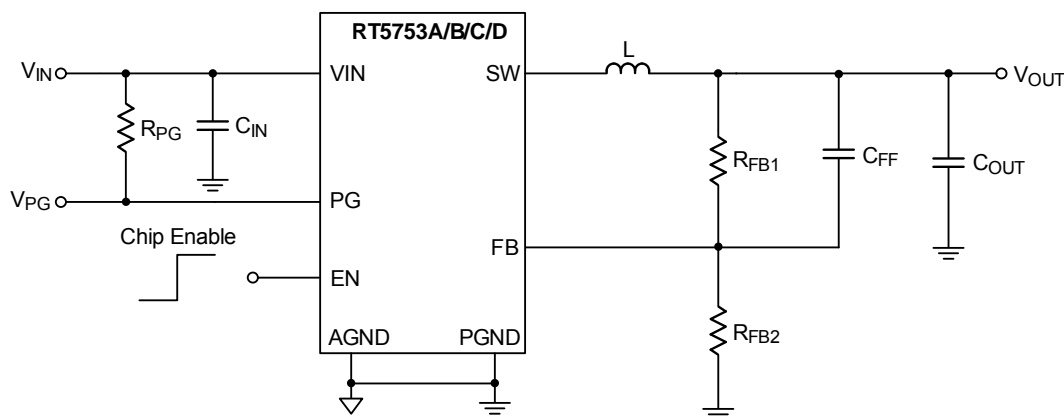 RT5753A/B/C/D
L
VIN
VIN
SW
VOUT
RPG
CIN
RFB1
CFF
COUT
VPG
PG
Chip Enable
FB
EN
RFB2
AGND
PGND